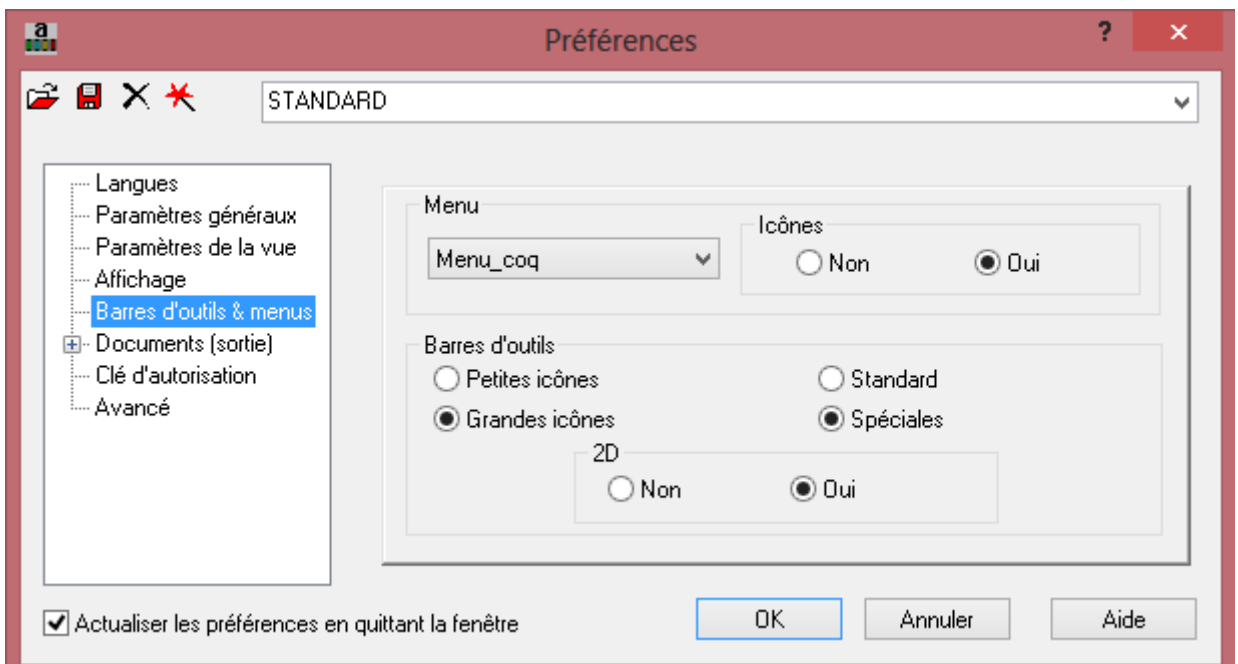 Préférences
STANDARD
Langues
Paramètres généraux
Paramètres de la vue
Affichage
Barres d'outils & menus
Documents (sortie)
Clé d'autorisation
Avancé
Menu
Menu_coq
Icônes
Non Oui
Barres d'outils
Petites icônes Standard
Grandes icônes Spéciales
2D
Non Oui
Actualiser les préférences en quittant la fenêtre
OK Annuler Aide